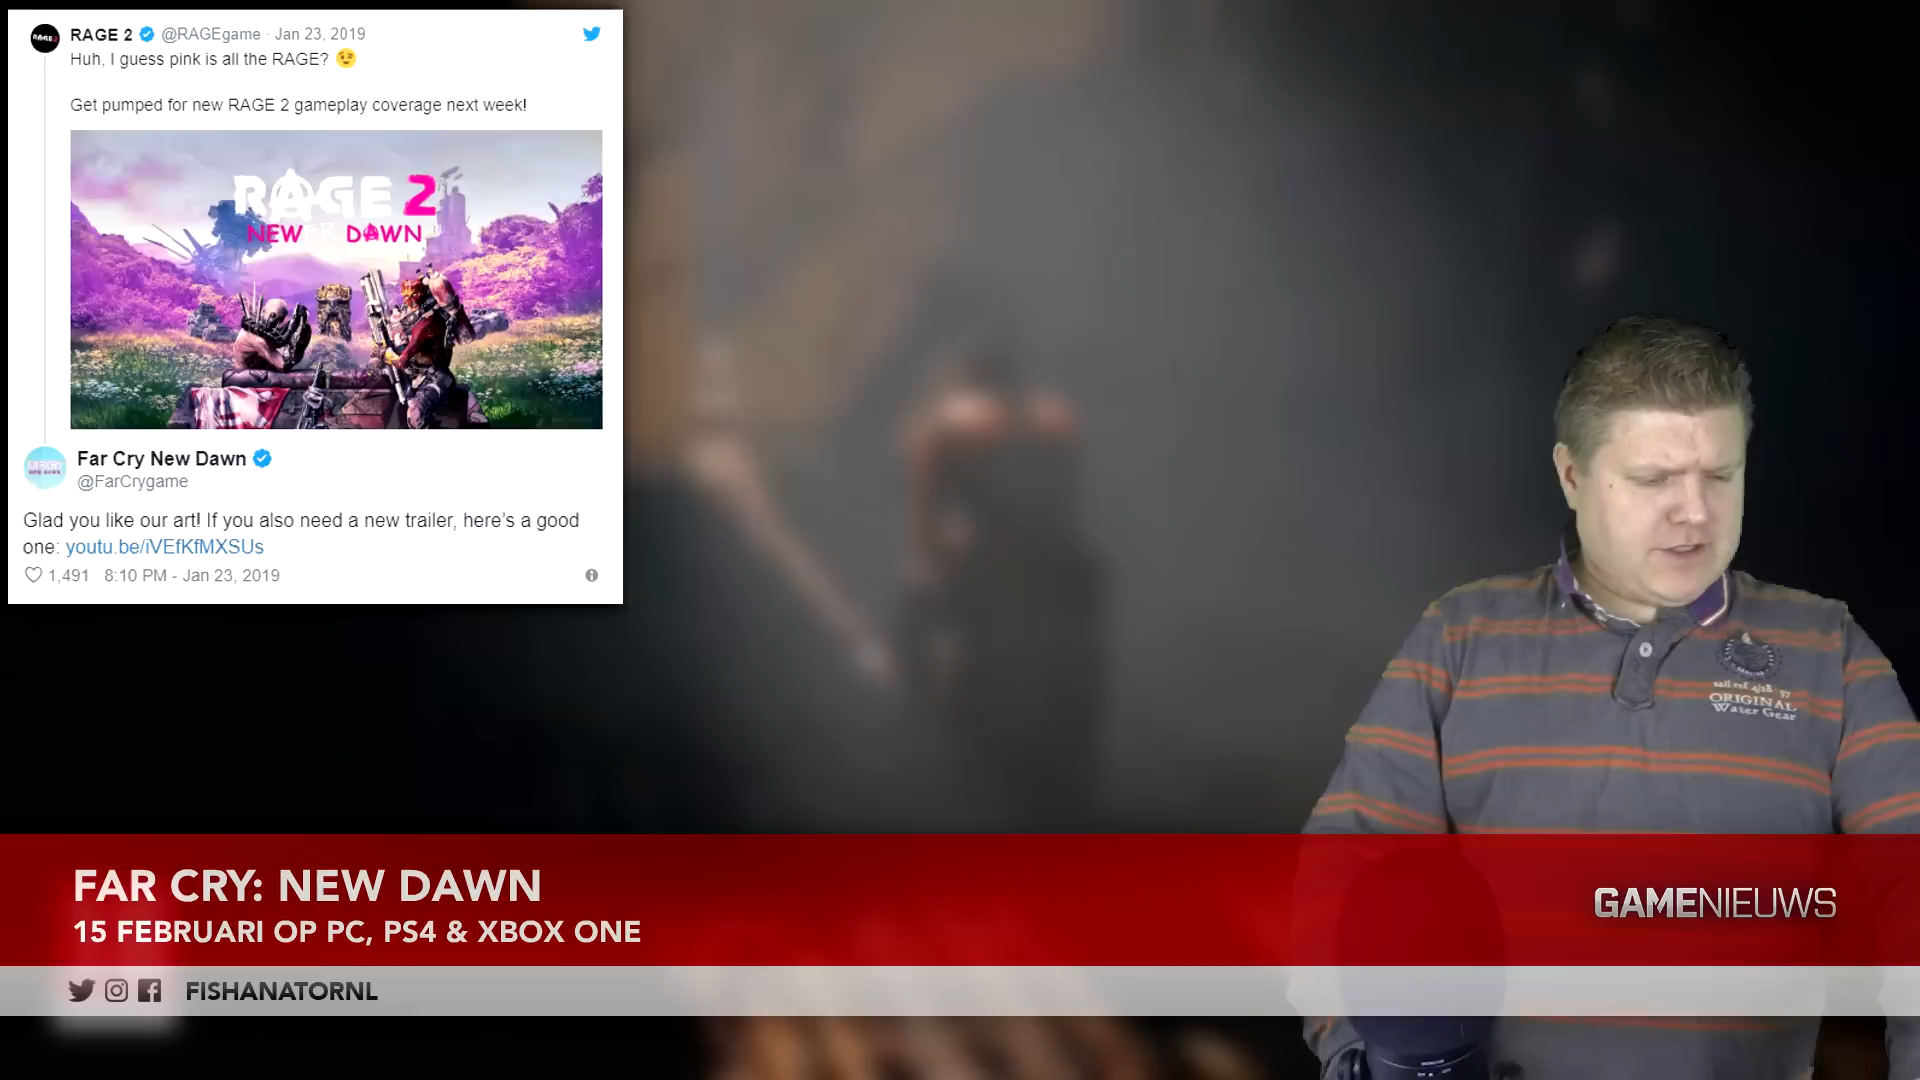 RAGE 2 @RAGEgame · Jan 23, 2019
Huh, I guess pink is all the RAGE? 😉
Get pumped for new RAGE 2 gameplay coverage next week!
RAGE 2
NEWER DAWN
Far Cry New Dawn
@FarCrygame
Glad you like our art! If you also need a new trailer, here's a good
one: youtu.be/iVEfKfMXSUs
1,491 8:10 PM - Jan 23, 2019
ORIGINAL
Water Gear
FAR CRY: NEW DAWN
15 FEBRUARI OP PC, PS4 & XBOX ONE
GAMENIEUWS
FISHANATORNL